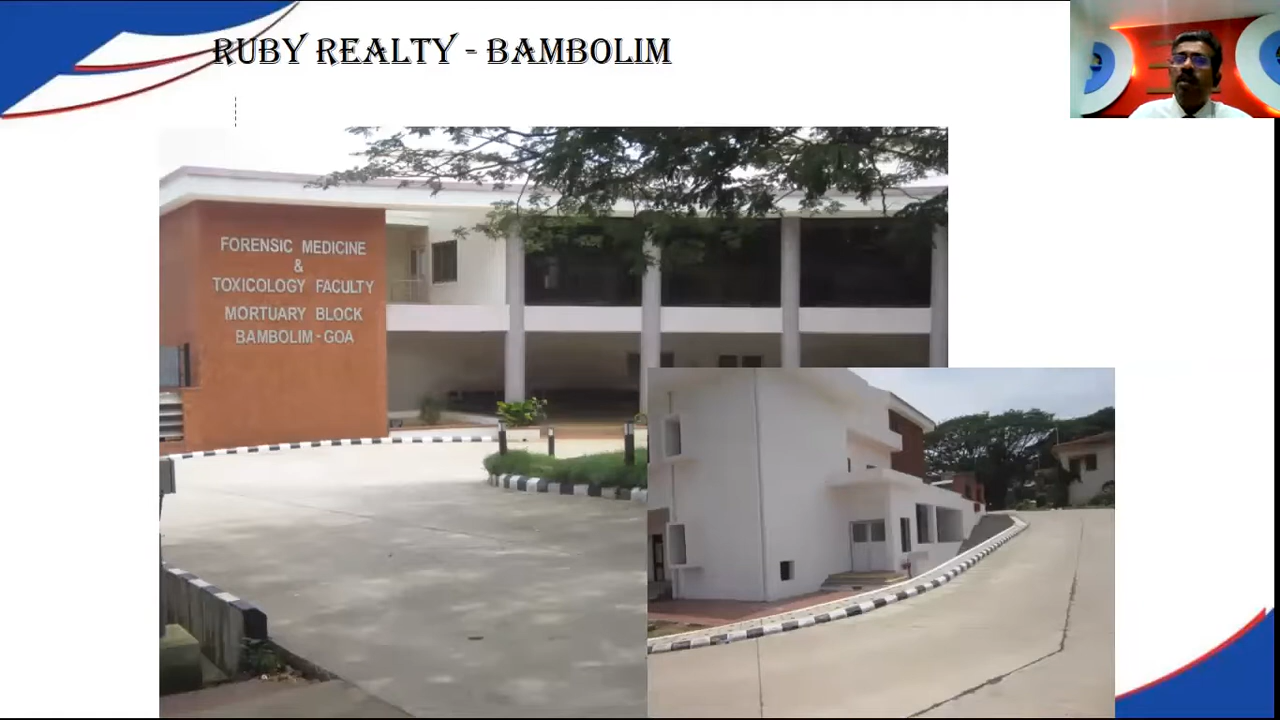 RUBY REALTY - BAMBOLIM
FORENSIC MEDICINE
&
TOXICOLOGY FACULTY
MORTUARY BLOCK
BAMBOLIM - GOA